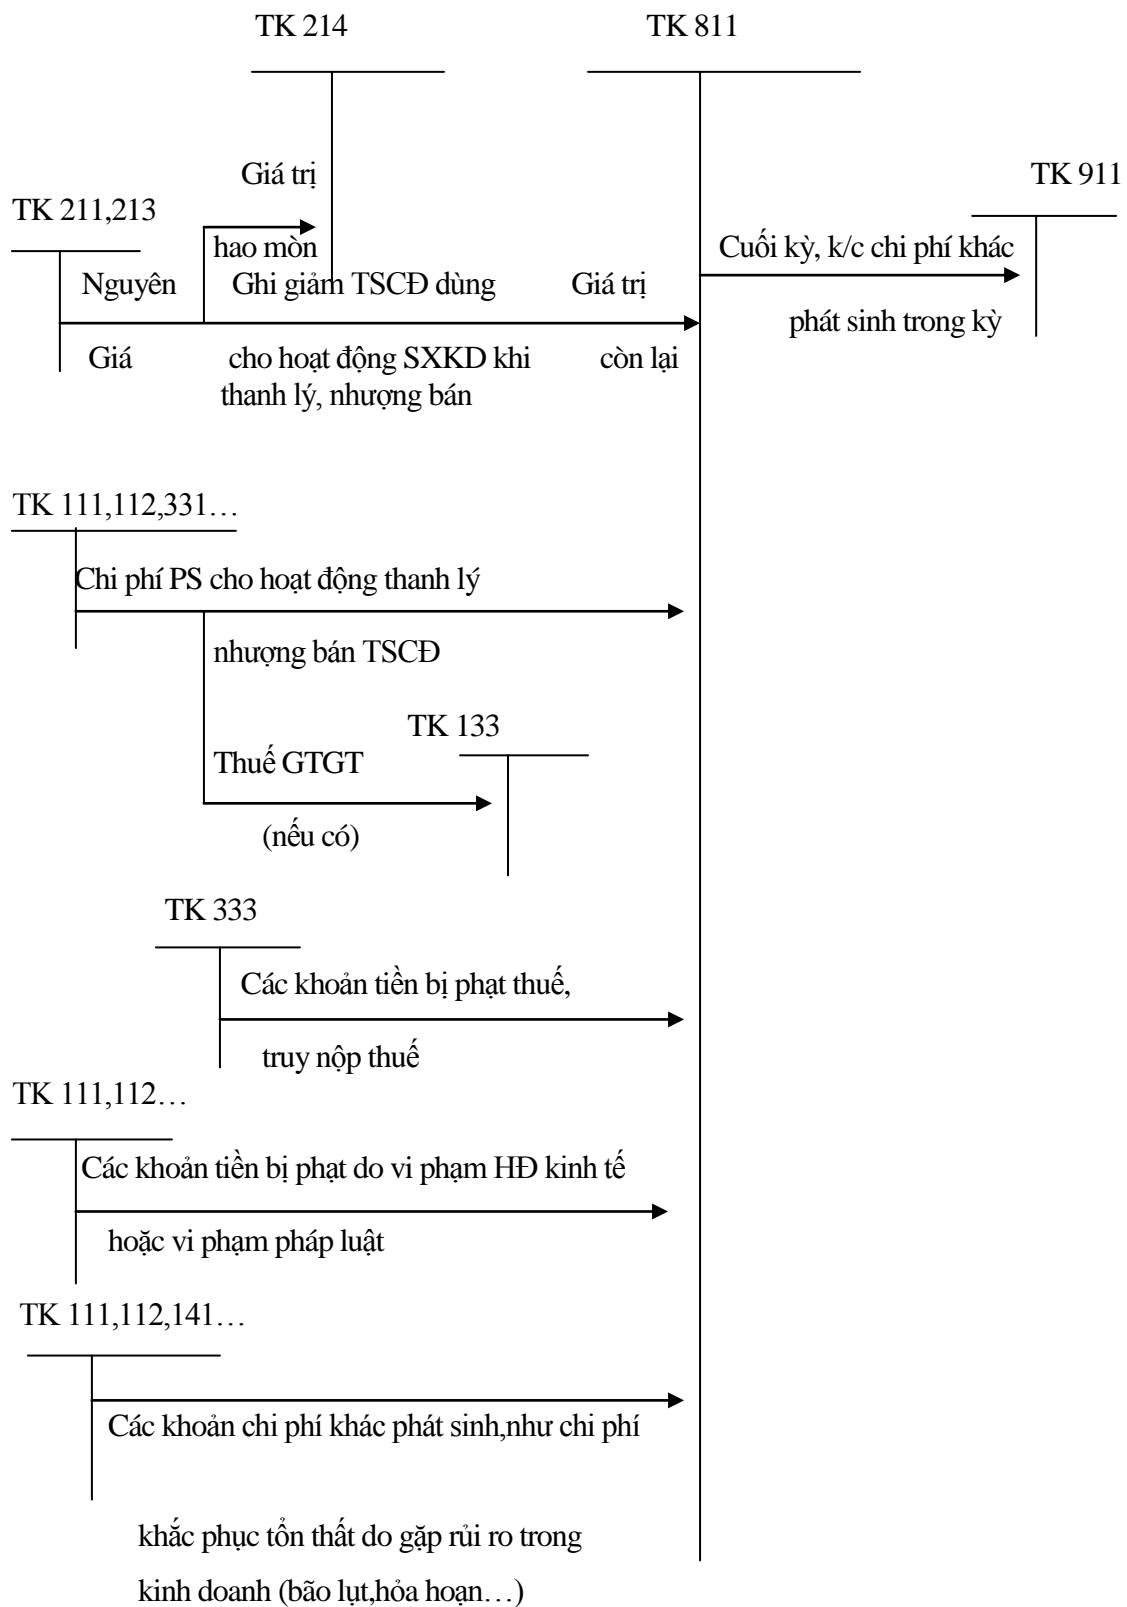 TK 214
TK 811
Giá trị
TK 911
TK 211,213
hao mòn
Cuối kỳ, k/c chi phí khác
Nguyên
Ghi giảm TSCĐ dùng
Giá trị
phát sinh trong kỳ
Giá
cho hoạt động SXKD khi
còn lại
thanh lý, nhượng bán
TK 111,112,331…
Chi phí PS cho hoạt động thanh lý
nhượng bán TSCĐ
TK 133
Thuế GTGT
(nếu có)
TK 333
Các khoản tiền bị phạt thuế,
truy nộp thuế
TK 111,112…
Các khoản tiền bị phạt do vi phạm HĐ kinh tế
hoặc vi phạm pháp luật
TK 111,112,141…
Các khoản chi phí khác phát sinh,như chi phí
khắc phục tổn thất do gặp rủi ro trong
kinh doanh (bão lụt,hỏa hoạn…)